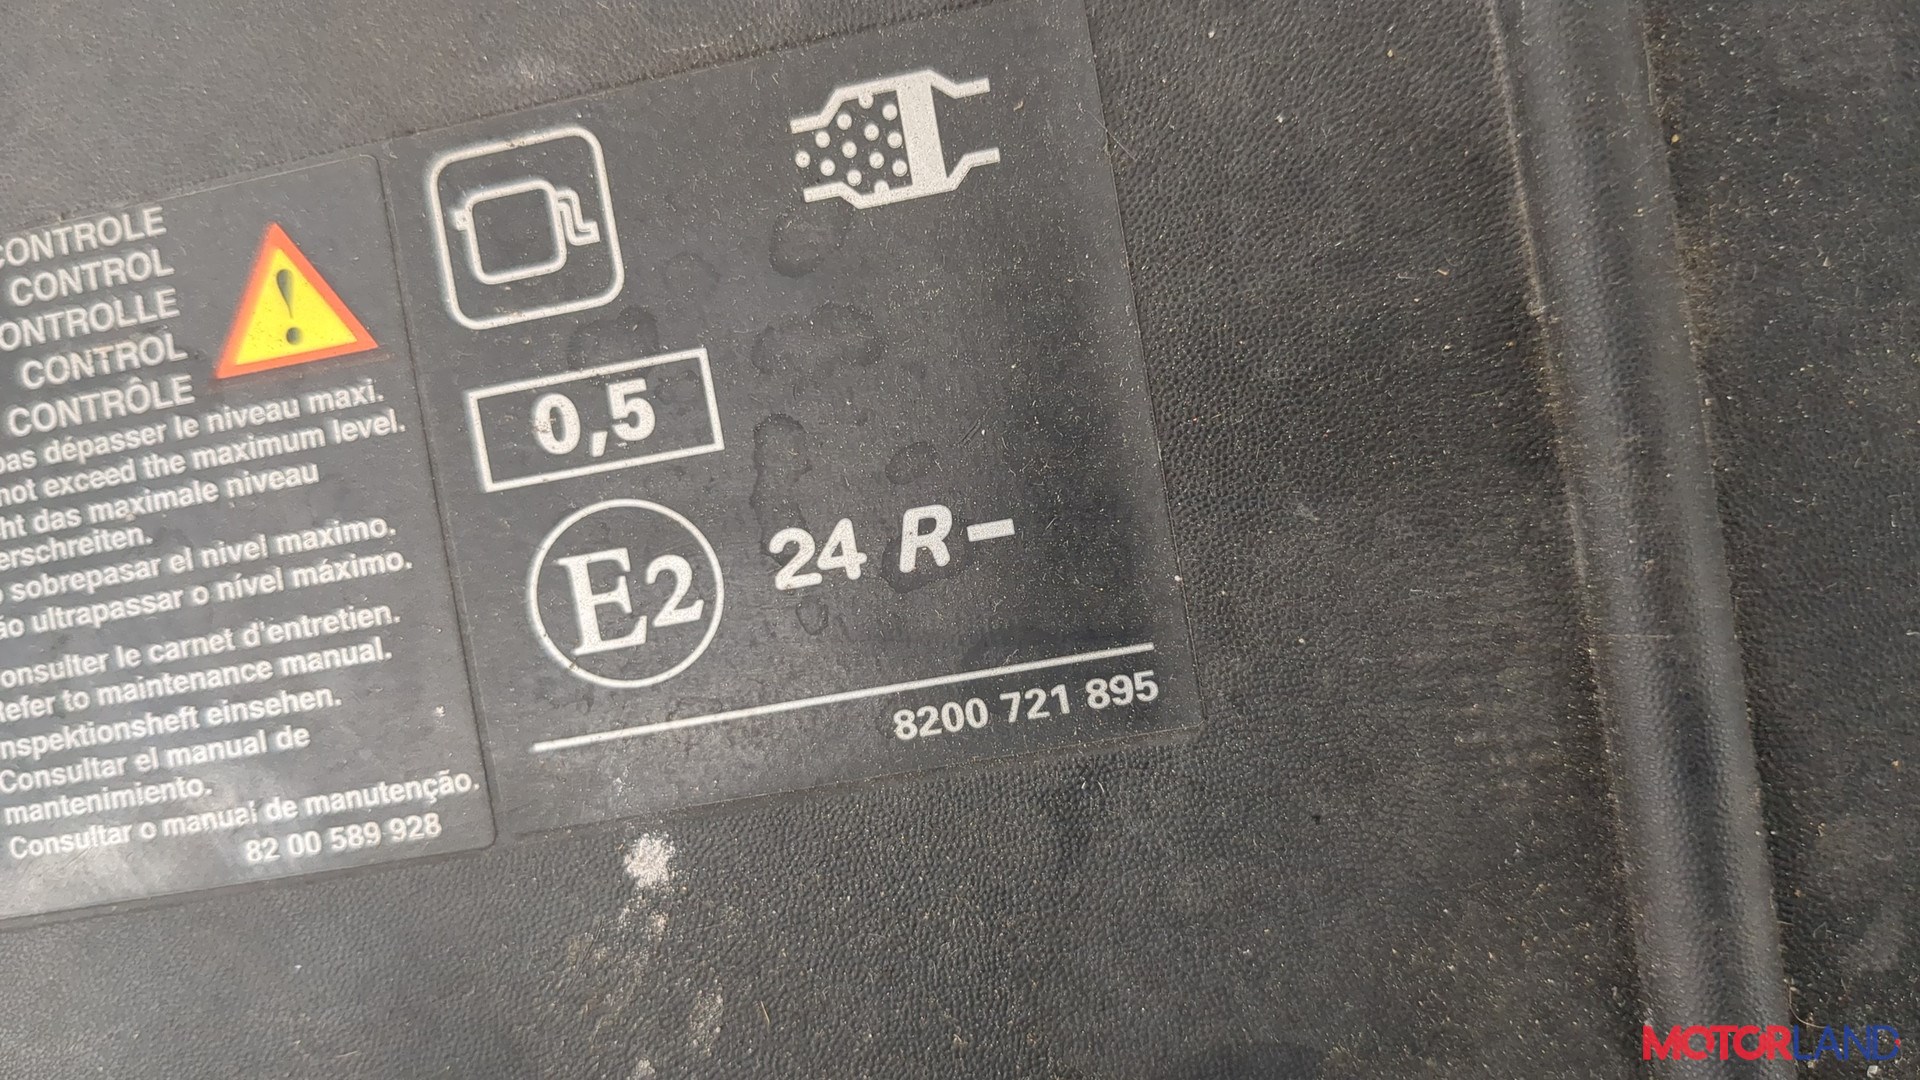 CONTROLE
CONTROL
ONTROLLE
CONTROL
CONTRÔLE
pas dépasser le niveau maxi.
not exceed the maximum level.
ht das maximale niveau
erschreiten.
sobrepasar el nivel maximo.
ão ultrapassar o nível máximo.
onsulter le carnet d'entretien.
Refer to maintenance manual.
nspektionsheft einsehen.
Consultar el manual de
mantenimiento.
Consultar o manual de manutenção.
82 00 589 928
0,5
E2 24 R-
8200 721 895
MOTORLAND